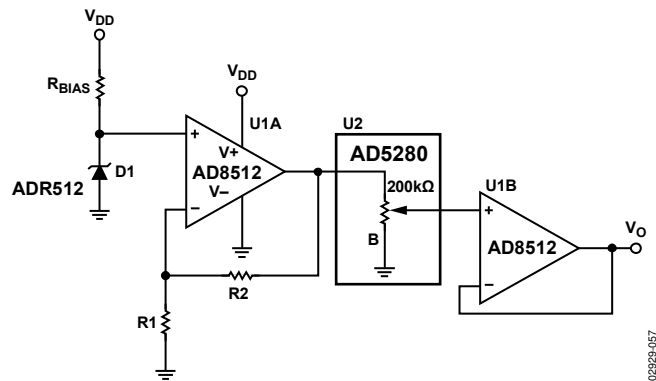 VDD
RBIAS
D1
ADR512
VDD
U1A
+
V+
AD8512
V–
–
R2
R1
U2
AD5280
200kΩ
B
U1B
+
AD8512
–
VO
02929-057